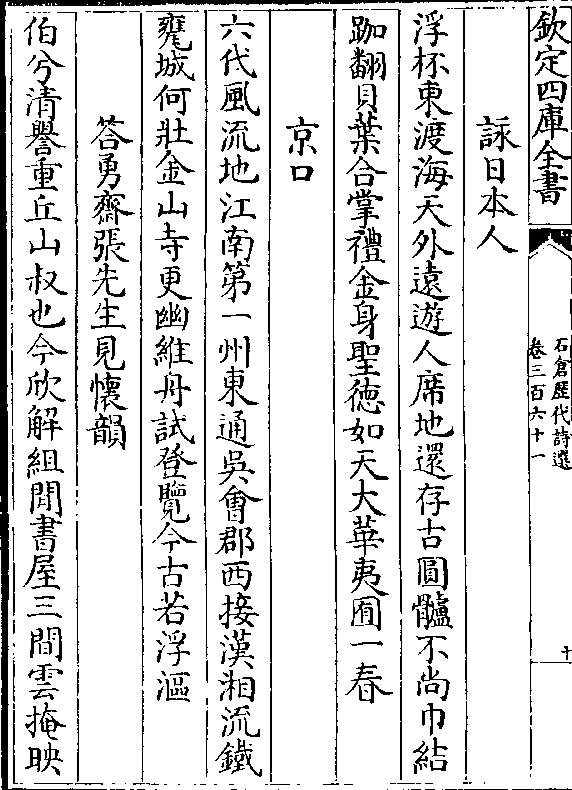 欽定四庫全書
石倉歴代詩選
卷三百六十一
十
詠日本人
浮杯東渡海天外遠遊人席地還存古圓髗不尚巾結
跏翻貝葉合掌禮金身聖徳如天大華夷囿一春
京口
六代風流地江南第一州東通吳㑹郡西接漢湘流鐵
甕城何壯金山寺更幽維舟試登覽今古若浮漚
答勇齋張先生見懷韻
伯兮清譽重丘山叔也今欣解組閒書屋三間雲掩映